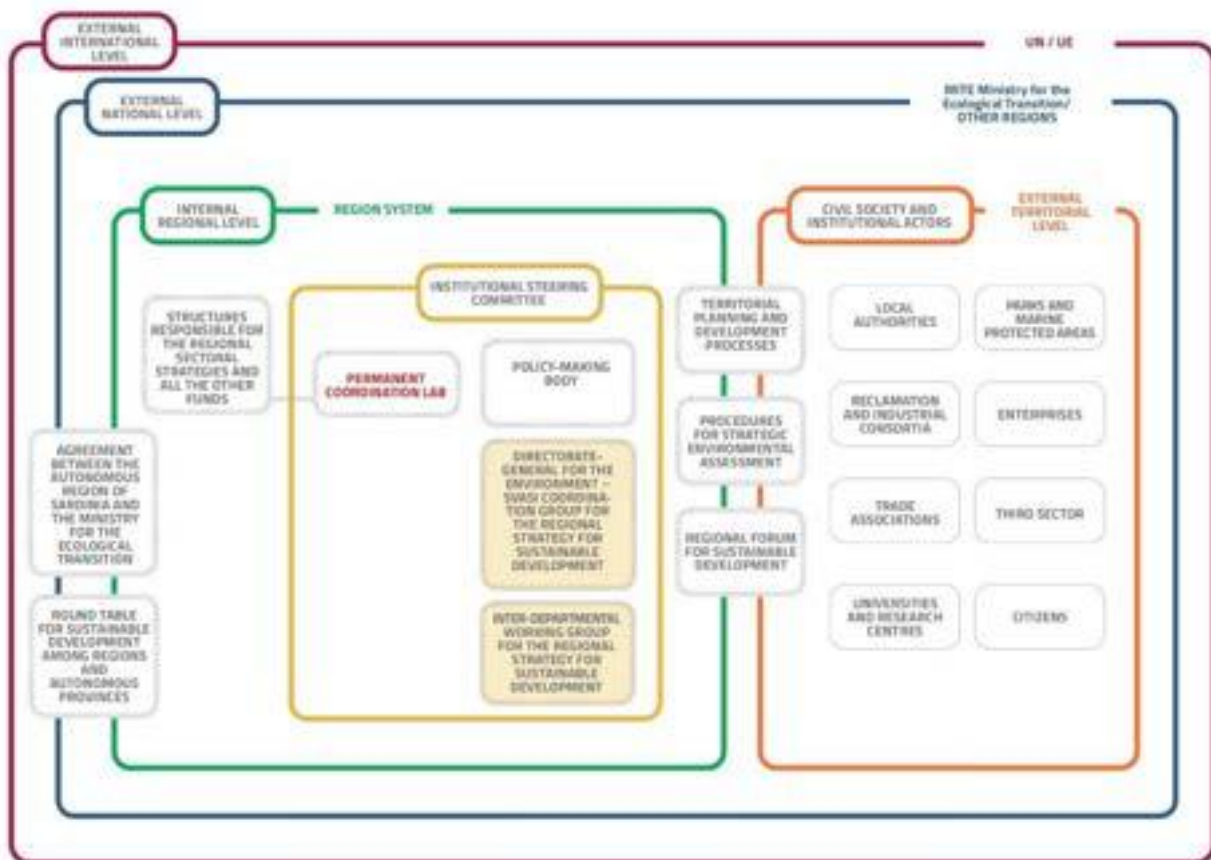 EXTERNAL
INTERNATIONAL
LEVEL
UN / UE
EXTERNAL
NATIONAL LEVEL
MITE Ministry for the
Ecological Transition/
OTHER REGIONS
INTERNAL
REGIONAL LEVEL
REGION SYSTEM
CIVIL SOCIETY AND
INSTITUTIONAL ACTORS
EXTERNAL
TERRITORIAL
LEVEL
STRUCTURES
RESPONSIBLE FOR
THE REGIONAL
SECTORAL
STRATEGIES AND
ALL THE OTHER
FUNDS
INSTITUTIONAL STEERING
COMMITTEE
PERMANENT
COORDINATION LAB
POLICY-MAKING
BODY
DIRECTORATE-
GENERAL FOR THE
ENVIRONMENT –
SVASI COORDINA-
TION GROUP FOR
THE REGIONAL
STRATEGY FOR
SUSTAINABLE
DEVELOPMENT
INTER-DEPARTMENTAL
WORKING GROUP
FOR THE REGIONAL
STRATEGY FOR
SUSTAINABLE
DEVELOPMENT
AGREEMENT
BETWEEN THE
AUTONOMOUS
REGION OF
SARDINIA AND
THE MINISTRY
FOR THE
ECOLOGICAL
TRANSITION
ROUND TABLE
FOR SUSTAINABLE
DEVELOPMENT
AMONG REGIONS
AND
AUTONOMOUS
PROVINCES
TERRITORIAL
PLANNING AND
DEVELOPMENT
PROCESSES
PROCEDURES
FOR STRATEGIC
ENVIRONMENTAL
ASSESSMENT
REGIONAL FORUM
FOR SUSTAINABLE
DEVELOPMENT
LOCAL
AUTHORITIES
PARKS AND
MARINE
PROTECTED AREAS
RECLAMATION
AND INDUSTRIAL
CONSORTIA
ENTERPRISES
TRADE
ASSOCIATIONS
THIRD SECTOR
UNIVERSITIES
AND RESEARCH
CENTRES
CITIZENS